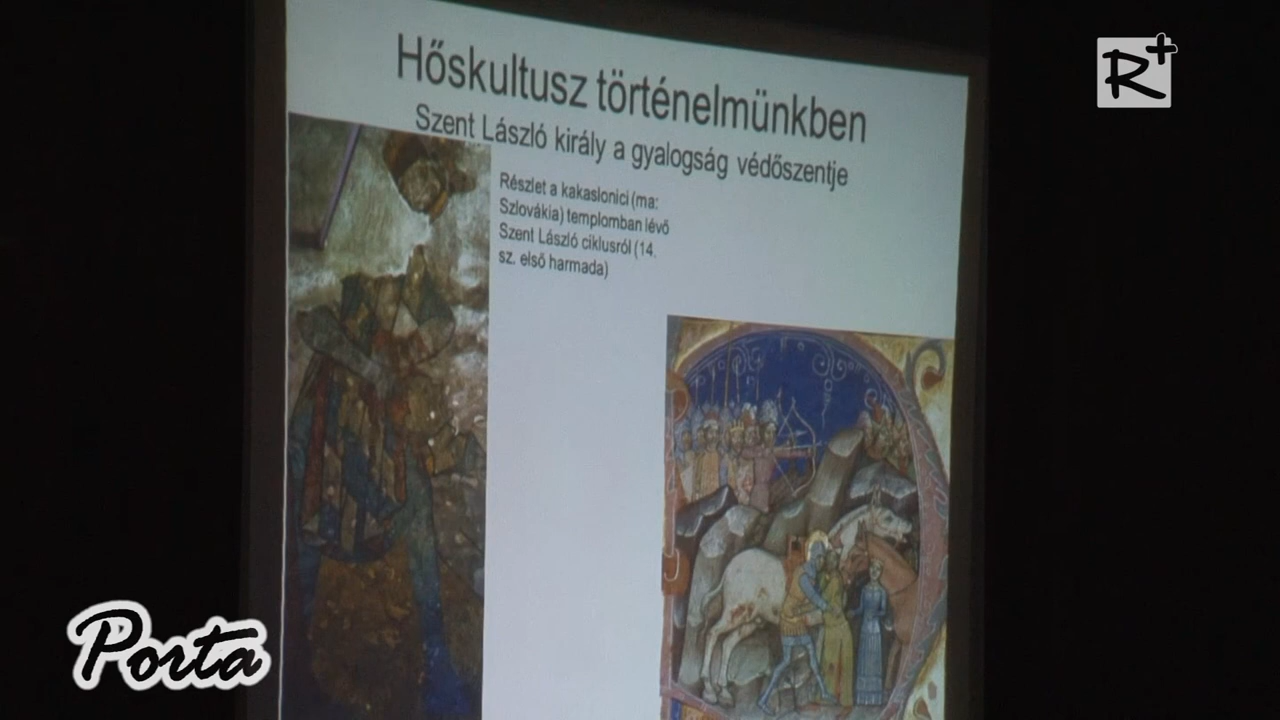 Hőskultusz történelmünkben
Szent László király a gyalogság védőszentje
Részlet a kakaslonici (ma:
Szlovákia) templomban lévő
Szent László ciklusról (14.
sz. első harmada)
R+
Porta